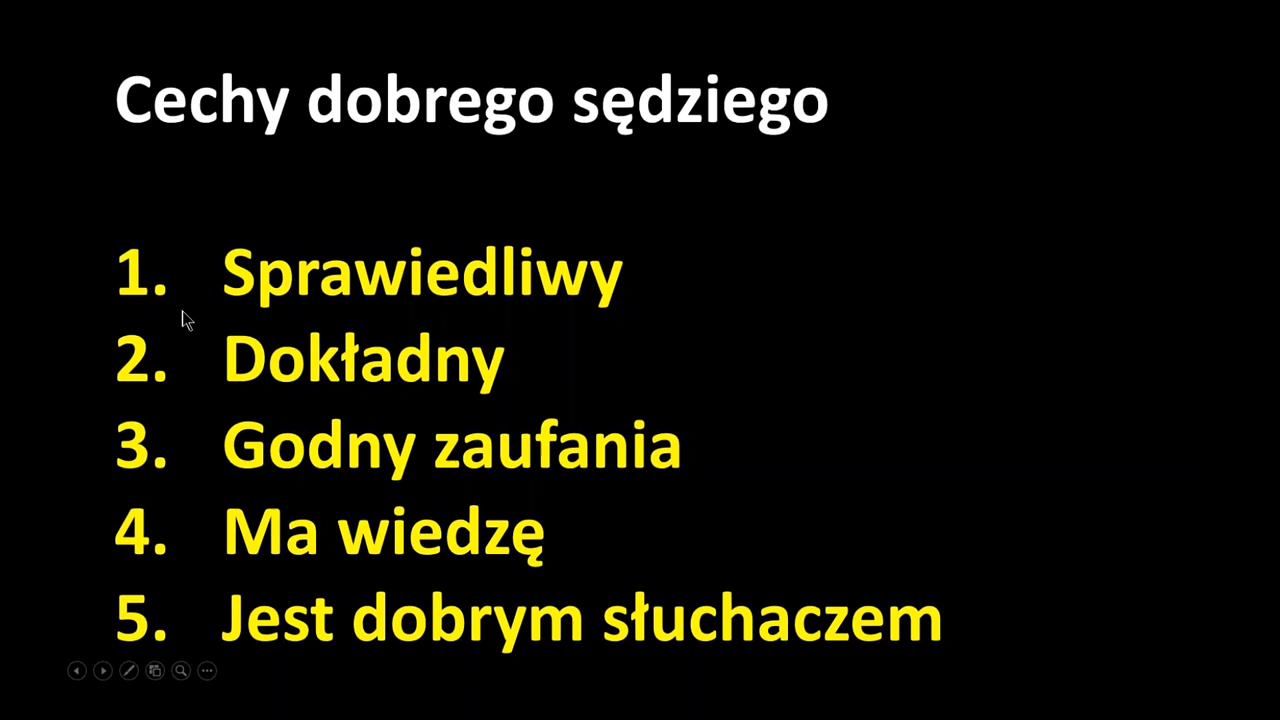 Cechy dobrego sędziego
1. Sprawiedliwy
2. Dokładny
3. Godny zaufania
4. Ma wiedzę
5. Jest dobrym słuchaczem